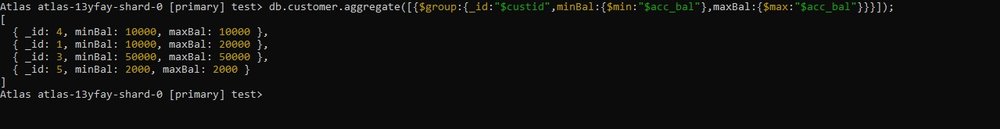 Atlas atlas-13yfay-shard-0 [primary] test> db.customer.aggregate([{$group:{_id:"$custid",minBal:{$min:"$acc_bal"},maxBal:{$max:"$acc_bal"}}}]);
[
  { _id: 4, minBal: 10000, maxBal: 10000 },
  { _id: 1, minBal: 10000, maxBal: 20000 },
  { _id: 3, minBal: 50000, maxBal: 50000 },
  { _id: 5, minBal: 2000, maxBal: 2000 }
]
Atlas atlas-13yfay-shard-0 [primary] test>